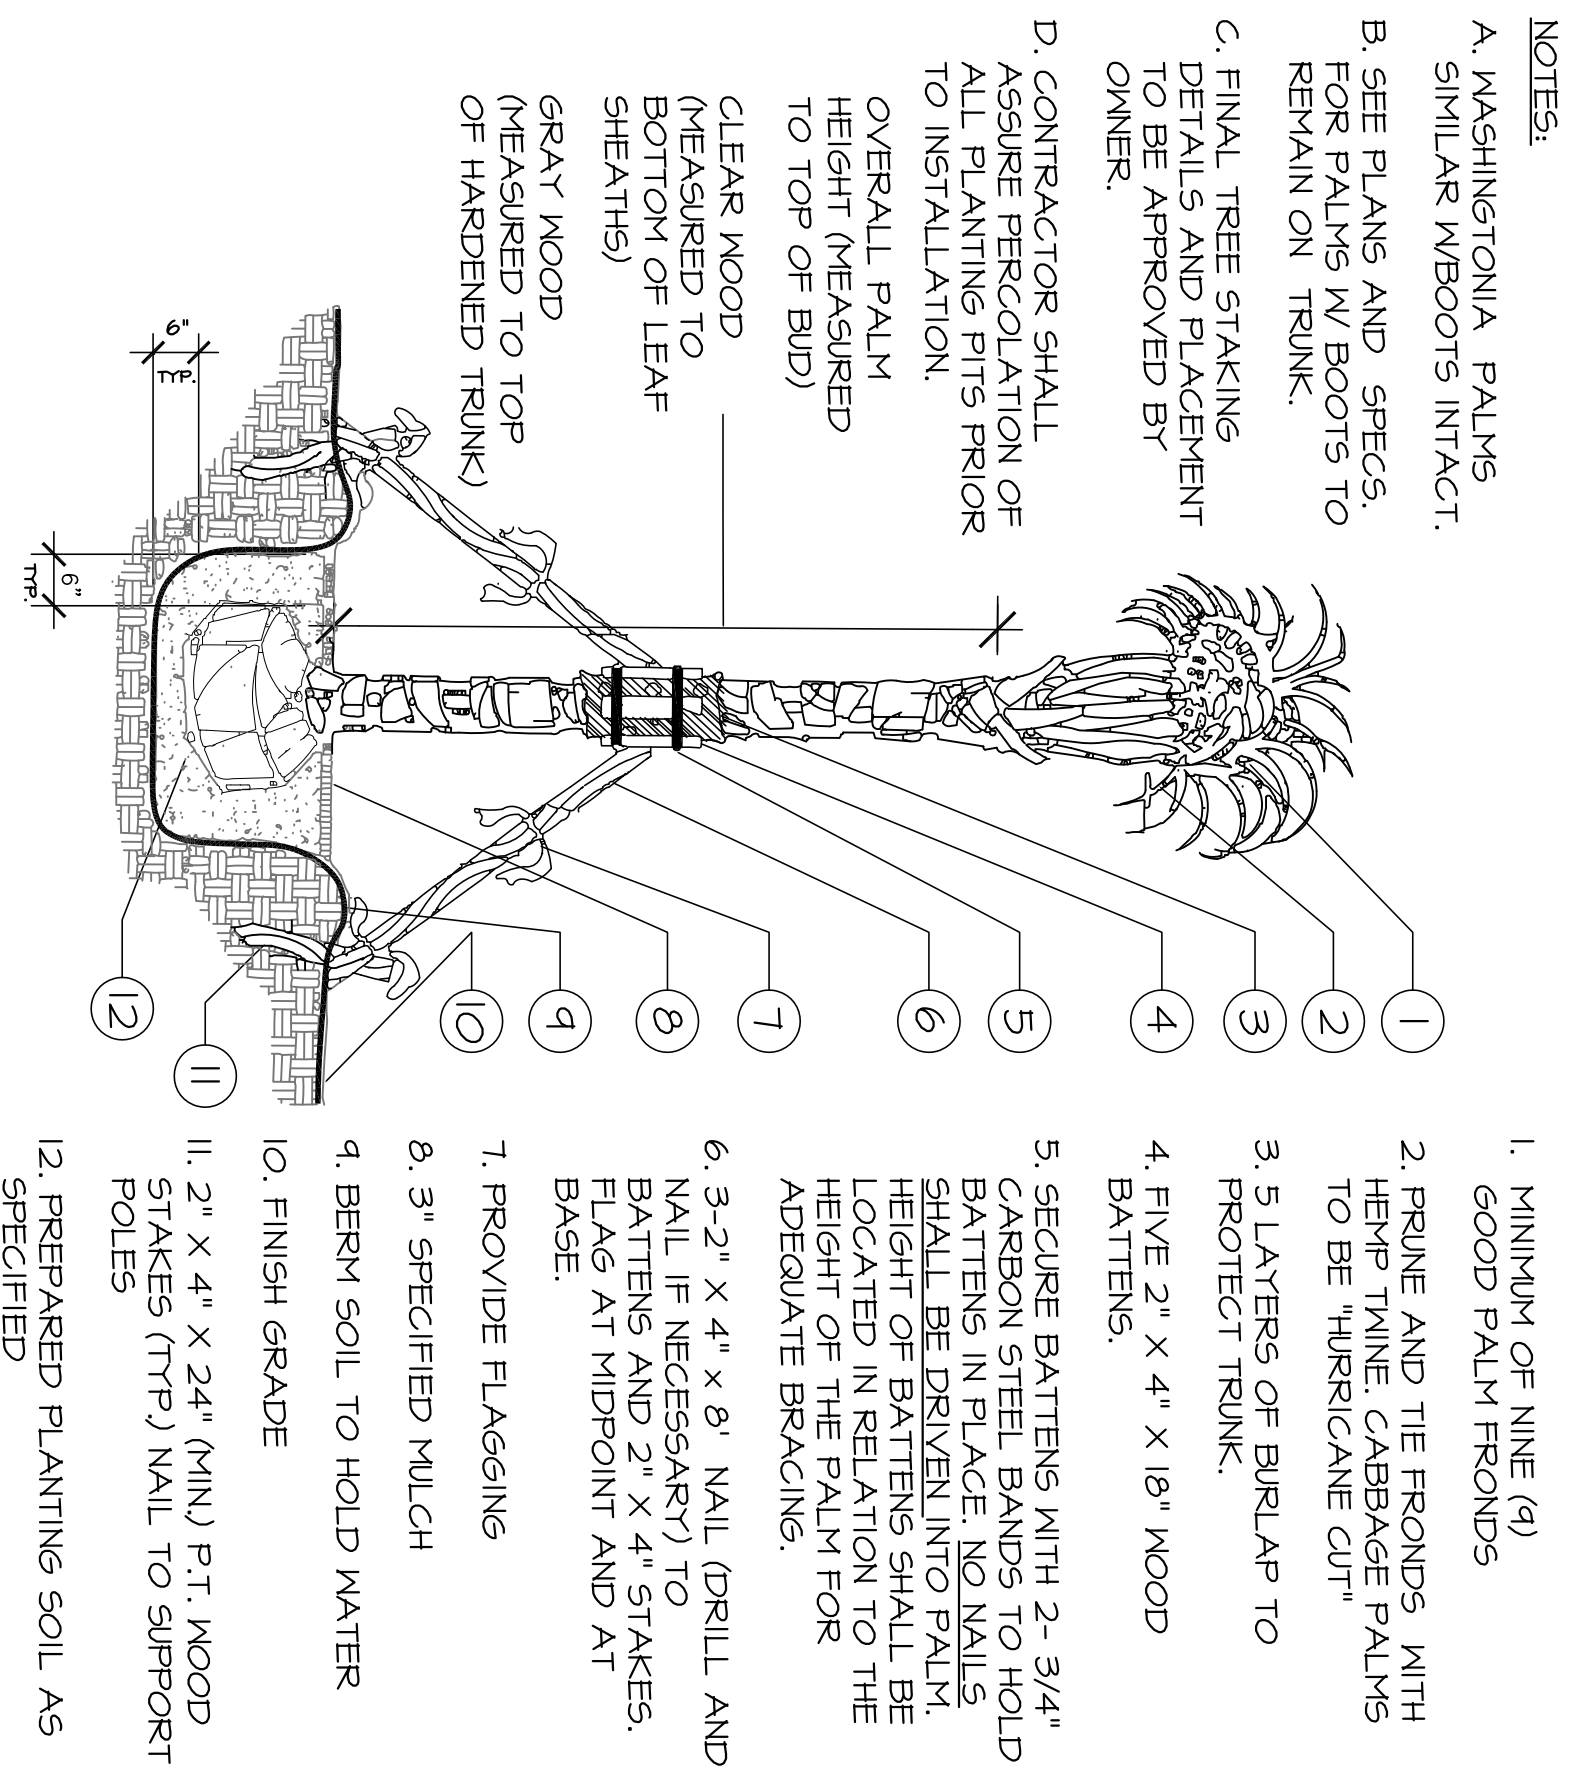 NOTES:
A. WASHINGTONIA PALMS
SIMILAR W/BOOTS INTACT.
B. SEE PLANS AND SPECS.
FOR PALMS W/ BOOTS TO
REMAIN ON TRUNK.
C. FINAL TREE STAKING
DETAILS AND PLACEMENT
TO BE APPROVED BY
OWNER.
D. CONTRACTOR SHALL
ASSURE PERCOLATION OF
ALL PLANTING PITS PRIOR
TO INSTALLATION.
OVERALL PALM
HEIGHT (MEASURED
TO TOP OF BUD)
CLEAR WOOD
(MEASURED TO
BOTTOM OF LEAF
SHEATHS)
GRAY WOOD
(MEASURED TO TOP
OF HARDENED TRUNK)
6"
TYP.
6"
TYP.
1
2
3
4
5
6
7
8
9
10
11
12
1. MINIMUM OF NINE (9)
GOOD PALM FRONDS
2. PRUNE AND TIE FRONDS WITH
HEMP TWINE. CABBAGE PALMS
TO BE "HURRICANE CUT"
3. 5 LAYERS OF BURLAP TO
PROTECT TRUNK.
4. FIVE 2" X 4" X 18" WOOD
BATTENS.
5. SECURE BATTENS WITH 2- 3/4"
CARBON STEEL BANDS TO HOLD
BATTENS IN PLACE. NO NAILS
SHALL BE DRIVEN INTO PALM.
HEIGHT OF BATTENS SHALL BE
LOCATED IN RELATION TO THE
HEIGHT OF THE PALM FOR
ADEQUATE BRACING.
6. 3-2" X 4" x 8' NAIL (DRILL AND
NAIL IF NECESSARY) TO
BATTENS AND 2" X 4" STAKES.
FLAG AT MIDPOINT AND AT
BASE.
7. PROVIDE FLAGGING
8. 3" SPECIFIED MULCH
9. BERM SOIL TO HOLD WATER
10. FINISH GRADE
11. 2" X 4" X 24" (MIN.) P.T. WOOD
STAKES (TYP.) NAIL TO SUPPORT
POLES
12. PREPARED PLANTING SOIL AS
SPECIFIED